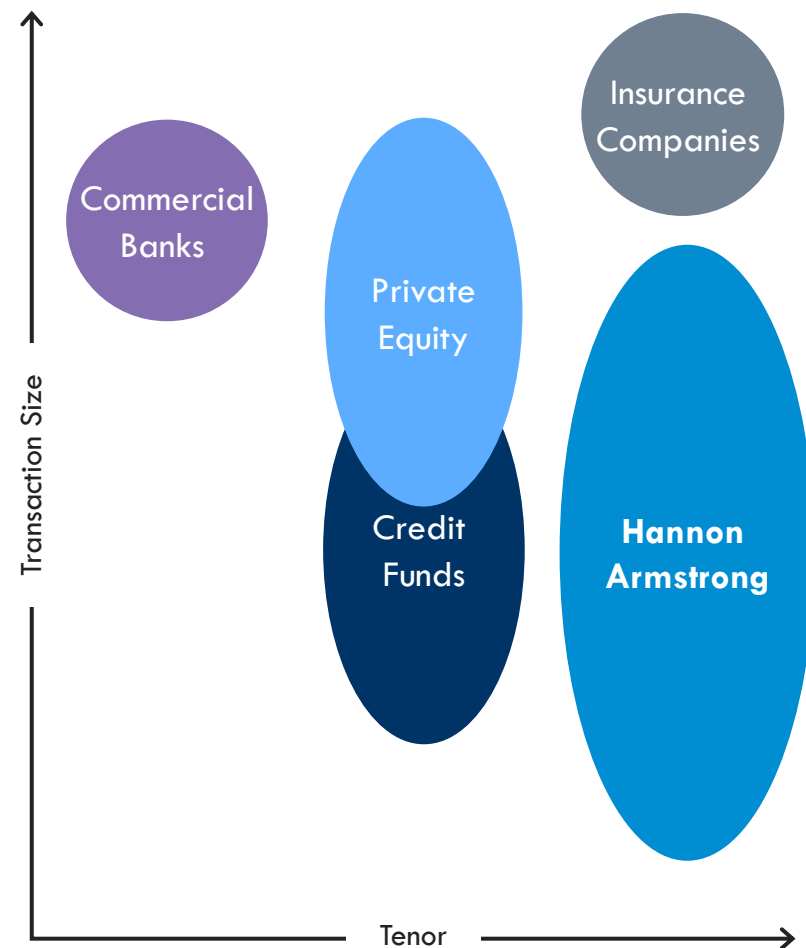 Insurance
Companies
Commercial
Banks
Private
Equity
Transaction Size
Credit
Funds
Hannon
Armstrong
Tenor